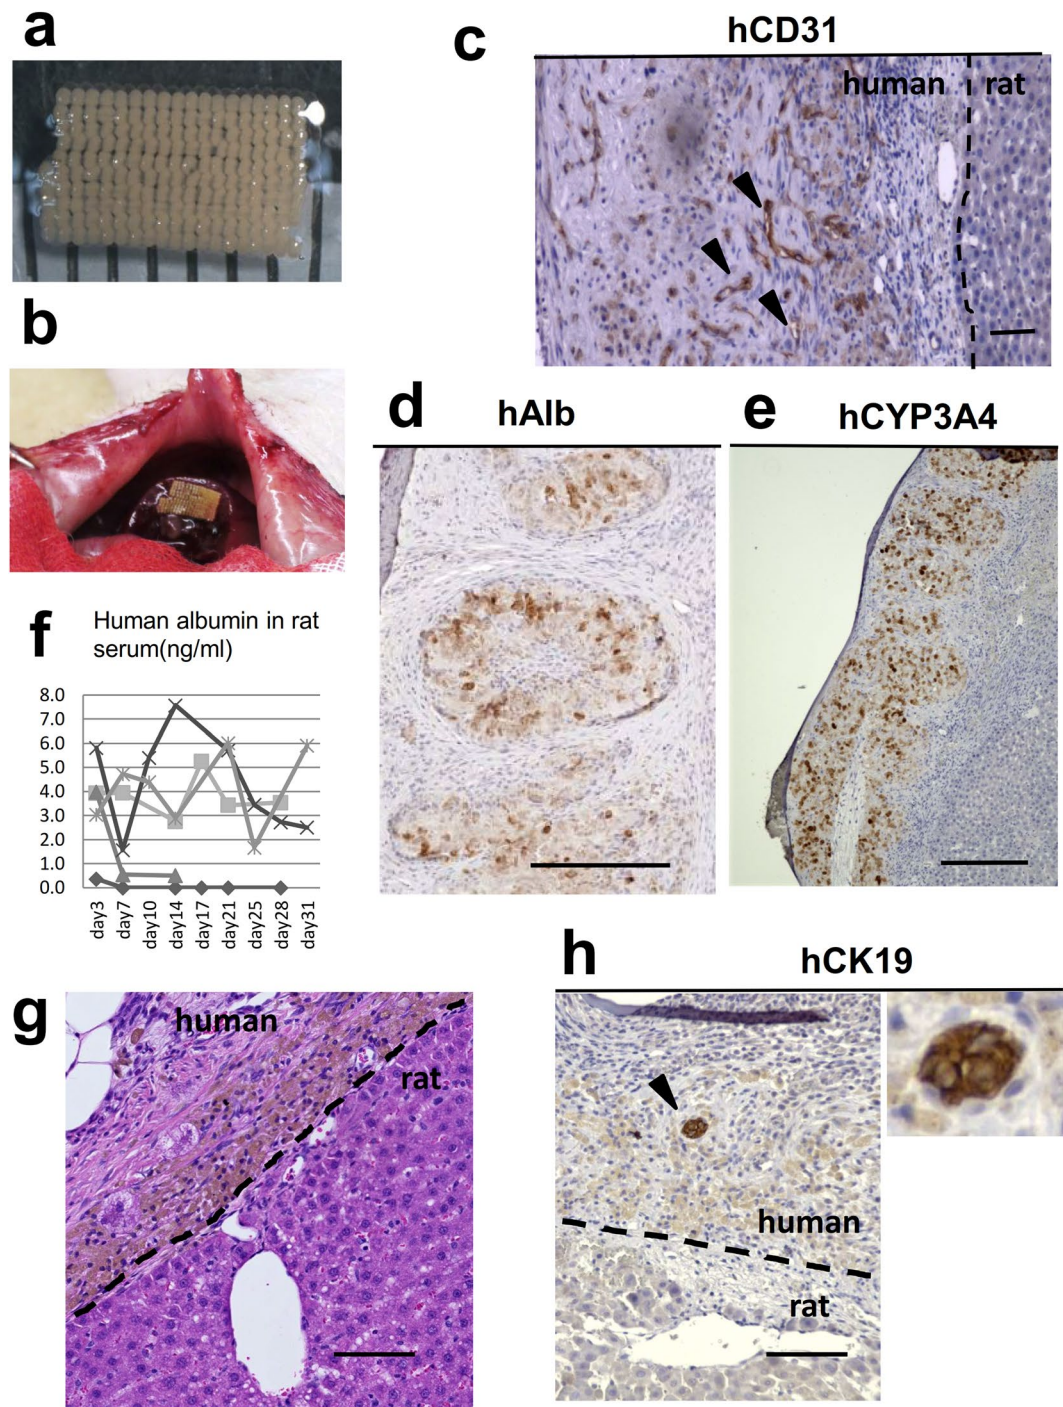 a
c
hCD31
human
rat
b
d
hAlb
e
hCYP3A4
f
Human albumin in rat
serum(ng/ml)
8.0
7.0
6.0
5.0
4.0
3.0
2.0
1.0
0.0
day3
day7
day10
day14
day17
day21
day25
day28
day31
g
human
rat
h
hCK19
human
rat